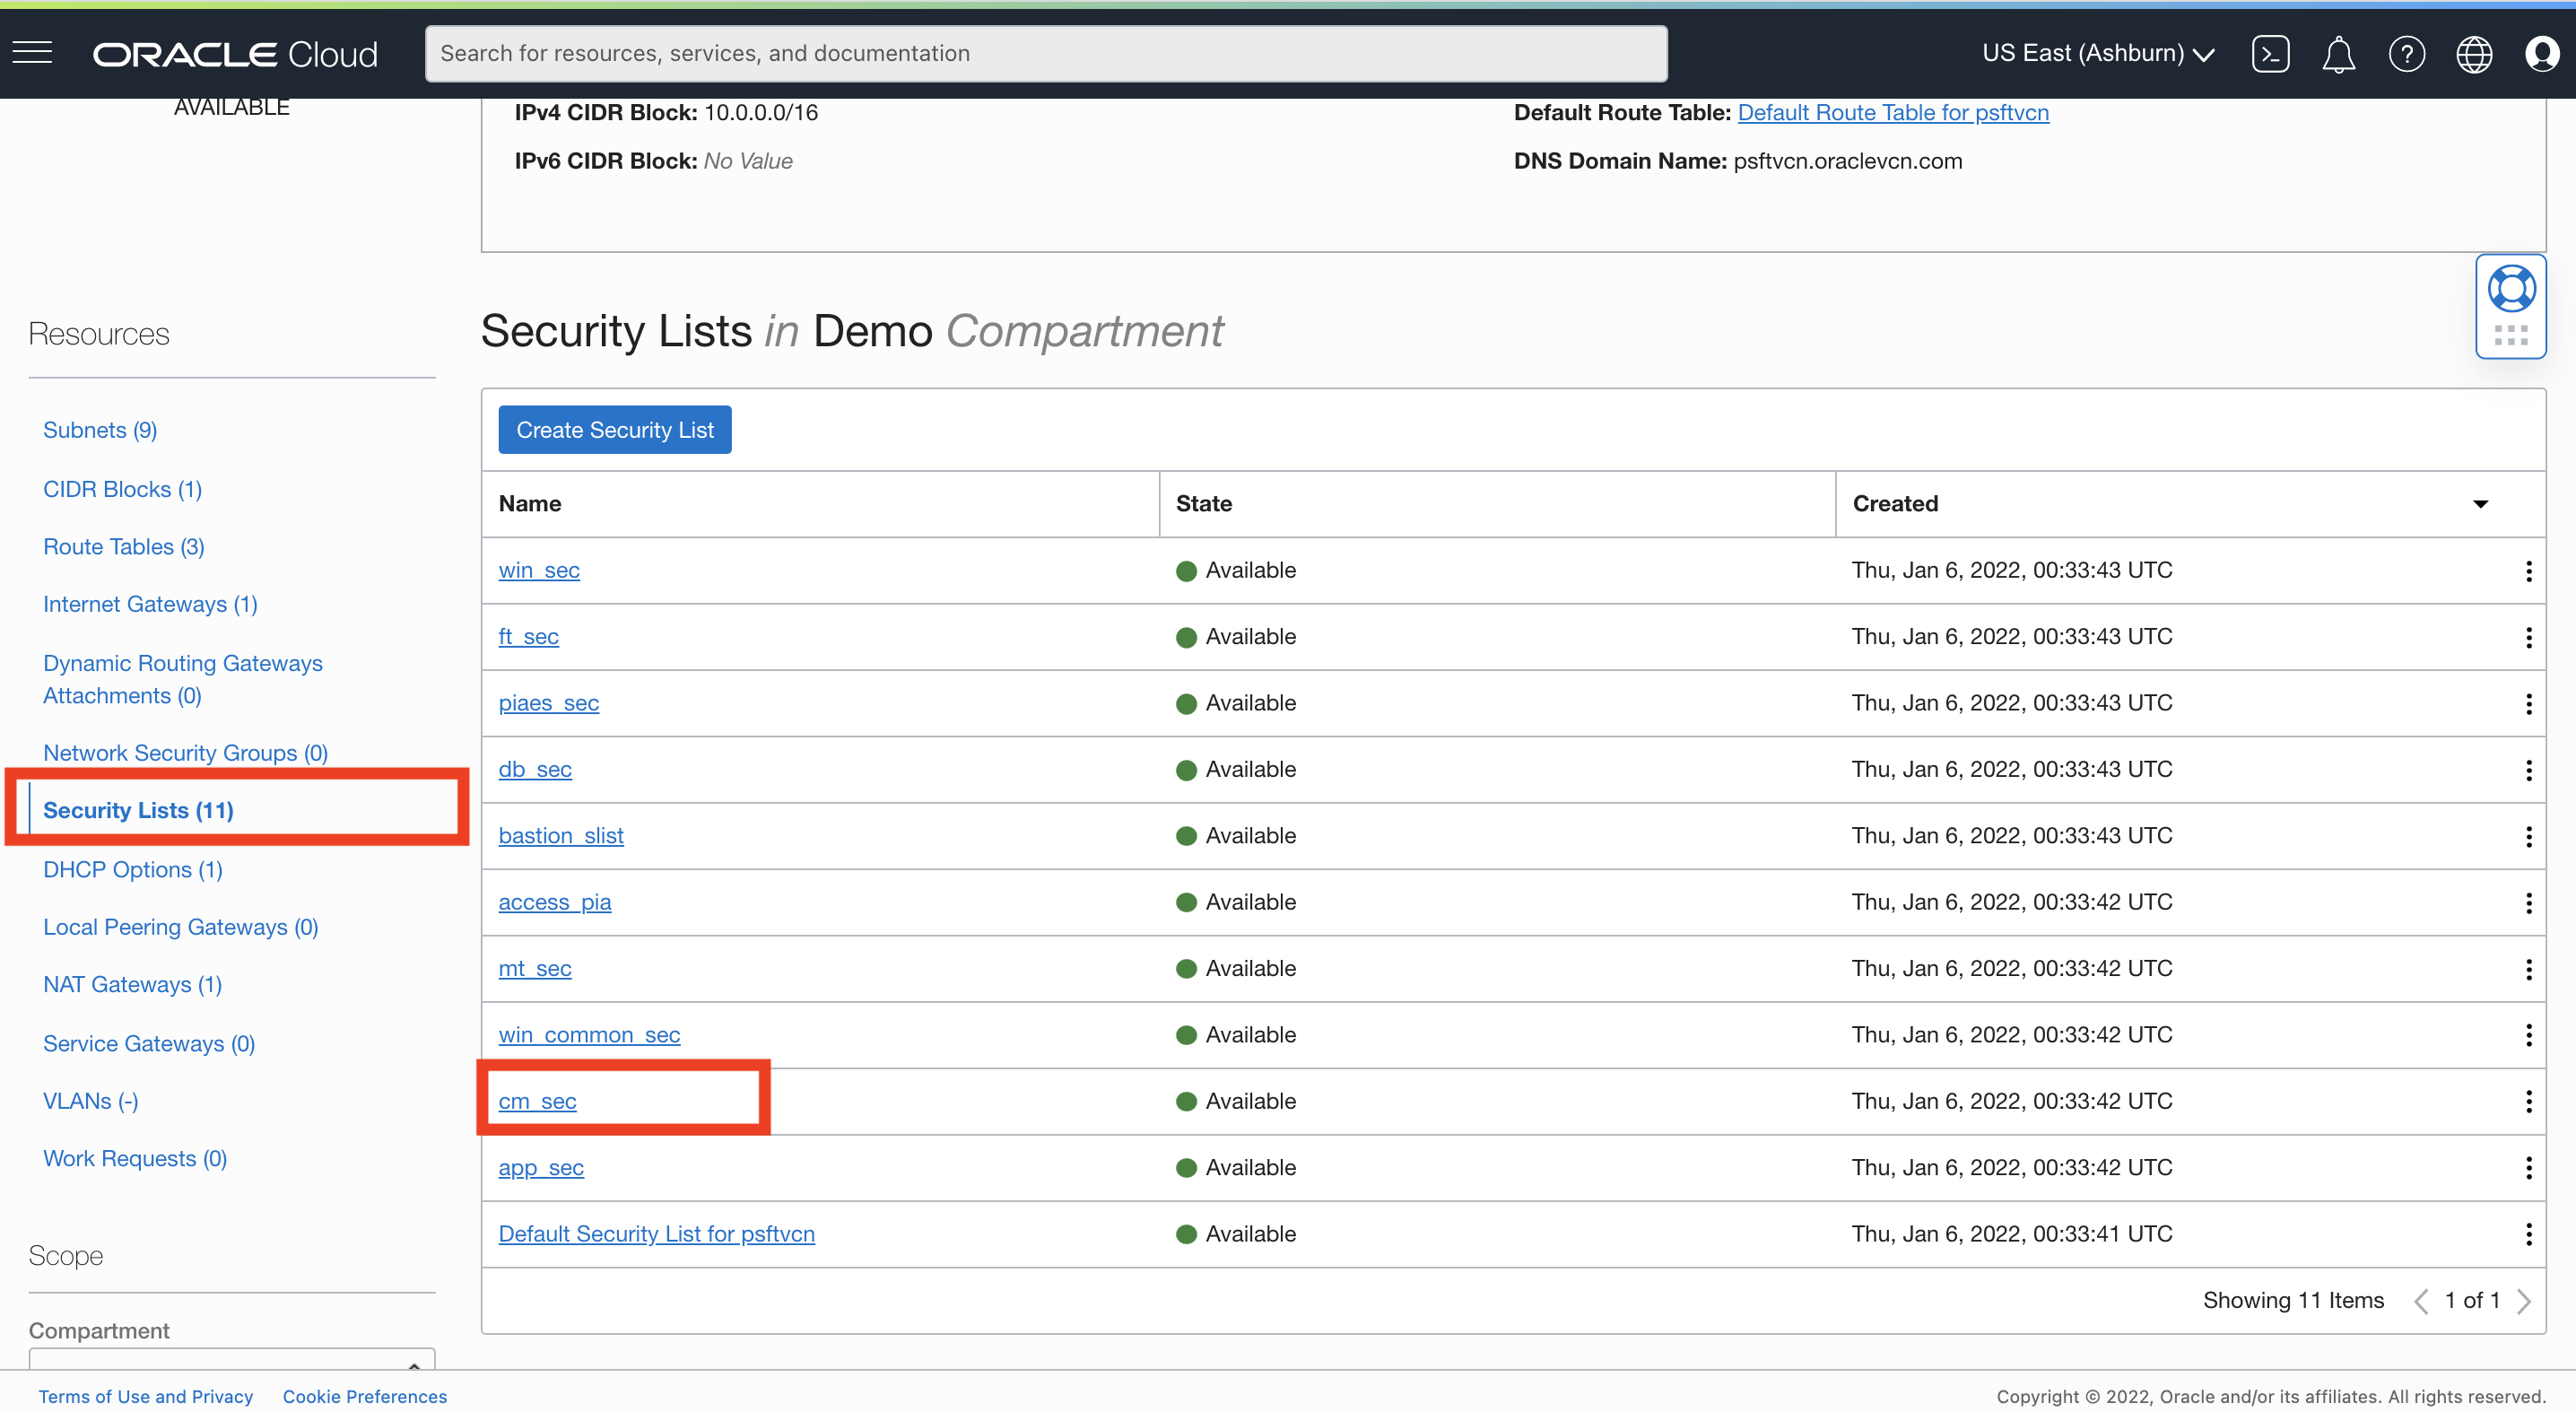 ORACLE Cloud
Search for resources, services, and documentation
US East (Ashburn)
AVAILABLE
IPv4 CIDR Block: 10.0.0.0/16
Default Route Table: Default Route Table for psftvcn
IPv6 CIDR Block: No Value
DNS Domain Name: psftvcn.oraclevcn.com
Resources
Subnets (9)
CIDR Blocks (1)
Route Tables (3)
Internet Gateways (1)
Dynamic Routing Gateways
Attachments (0)
Network Security Groups (0)
Security Lists (11)
DHCP Options (1)
Local Peering Gateways (0)
NAT Gateways (1)
Service Gateways (0)
VLANs (-)
Work Requests (0)
Scope
Compartment
Security Lists in Demo Compartment
Create Security List
Name State Created
win_sec Available Thu, Jan 6, 2022, 00:33:43 UTC
ft_sec Available Thu, Jan 6, 2022, 00:33:43 UTC
piaes_sec Available Thu, Jan 6, 2022, 00:33:43 UTC
db_sec Available Thu, Jan 6, 2022, 00:33:43 UTC
bastion_slist Available Thu, Jan 6, 2022, 00:33:43 UTC
access_pia Available Thu, Jan 6, 2022, 00:33:42 UTC
mt_sec Available Thu, Jan 6, 2022, 00:33:42 UTC
win_common_sec Available Thu, Jan 6, 2022, 00:33:42 UTC
cm_sec Available Thu, Jan 6, 2022, 00:33:42 UTC
app_sec Available Thu, Jan 6, 2022, 00:33:42 UTC
Default Security List for psftvcn Available Thu, Jan 6, 2022, 00:33:41 UTC
Showing 11 Items 1 of 1
Terms of Use and Privacy Cookie Preferences
Copyright © 2022, Oracle and/or its affiliates. All rights reserved.